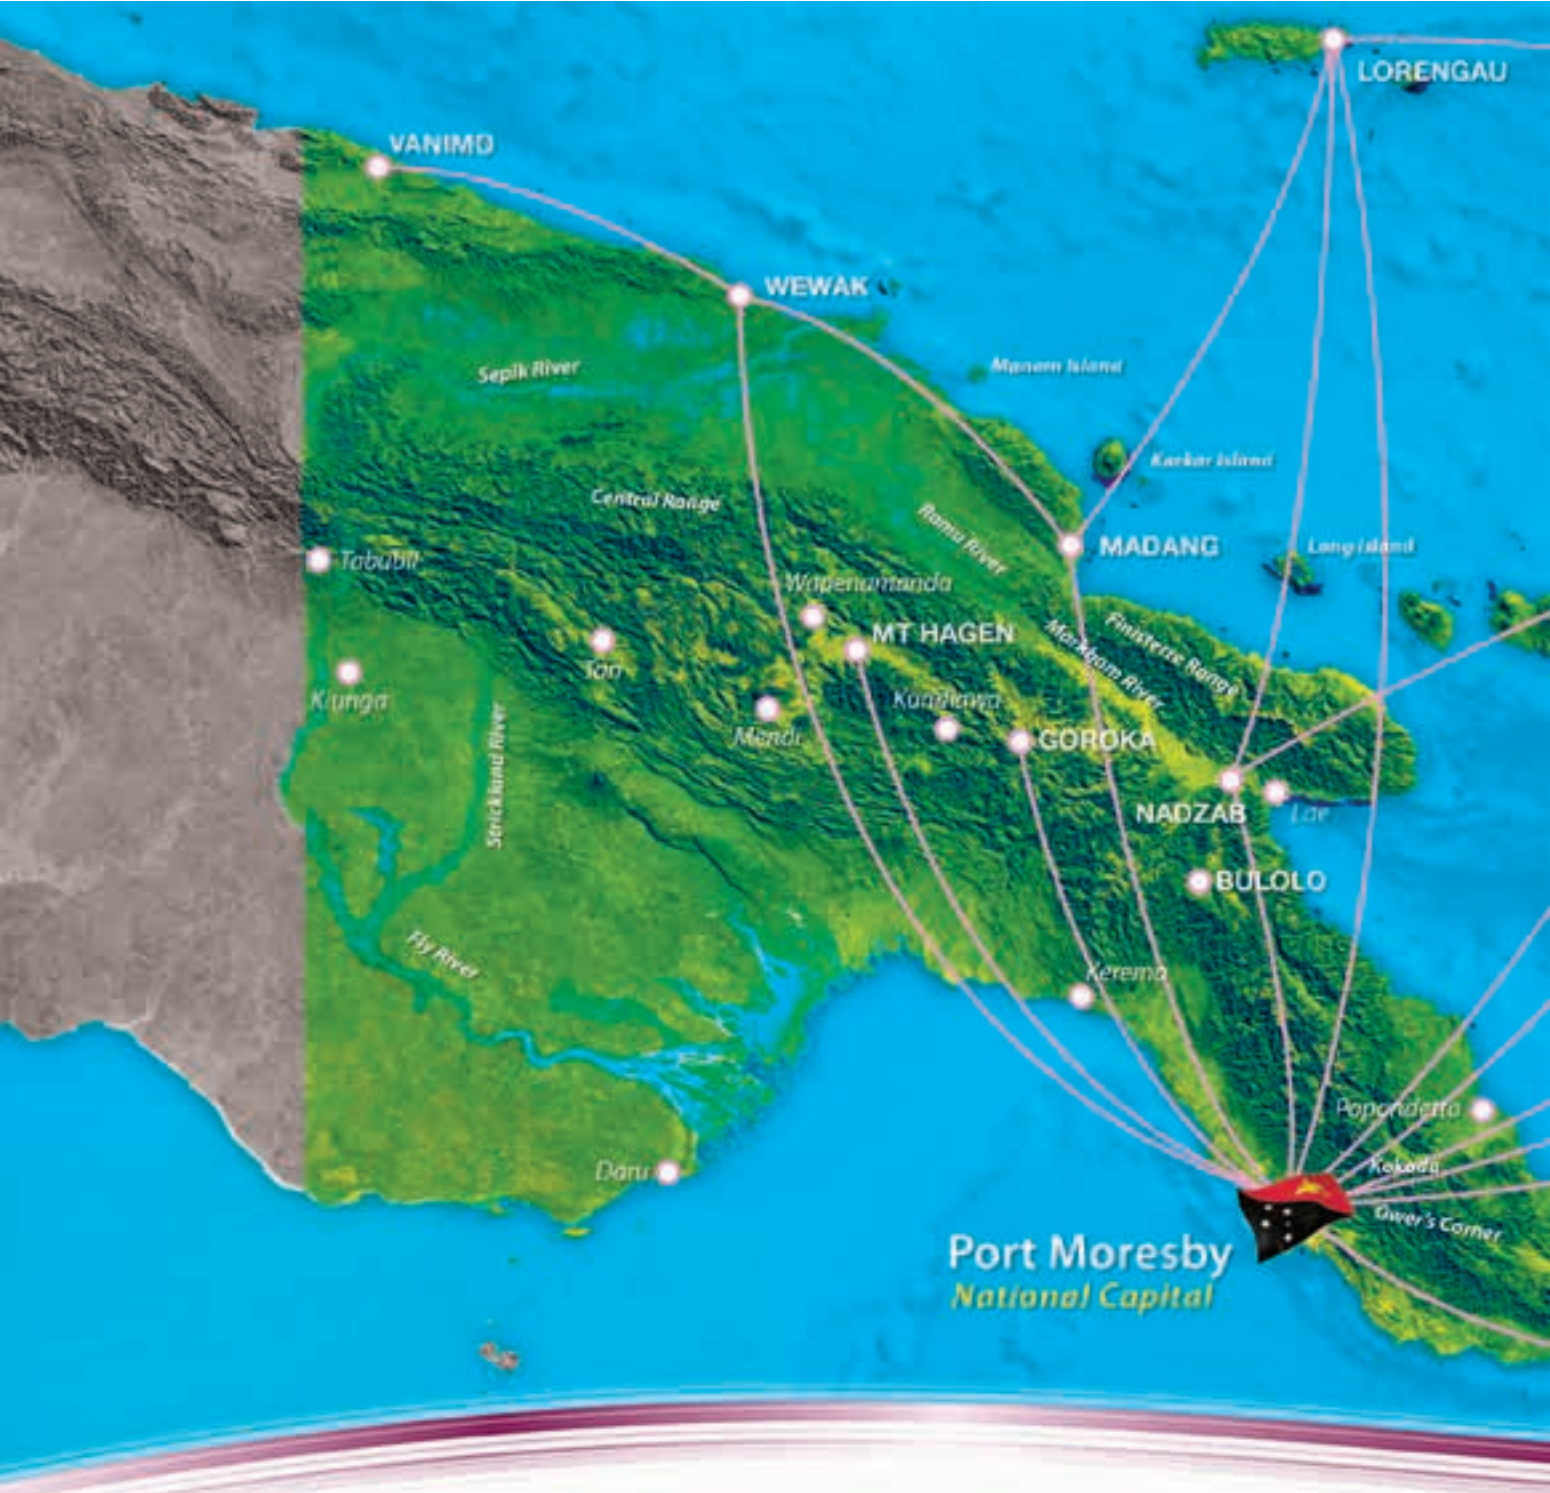 LORENGAU
VANIMO
WEWAK
Sepik River
Manam Island
Karkar Island
Central Range
Ramu River
MADANG
Long Island
Tabubil
Wapenamanda
MT HAGEN
Markham River
Finisterre Range
Tari
Kiunga
Kundiawa
Mendi
GOROKA
Strickland River
NADZAB
Lae
BULOLO
Fly River
Kerema
Popondetta
Kokoda
Daru
Ower's Corner
Port Moresby
National Capital